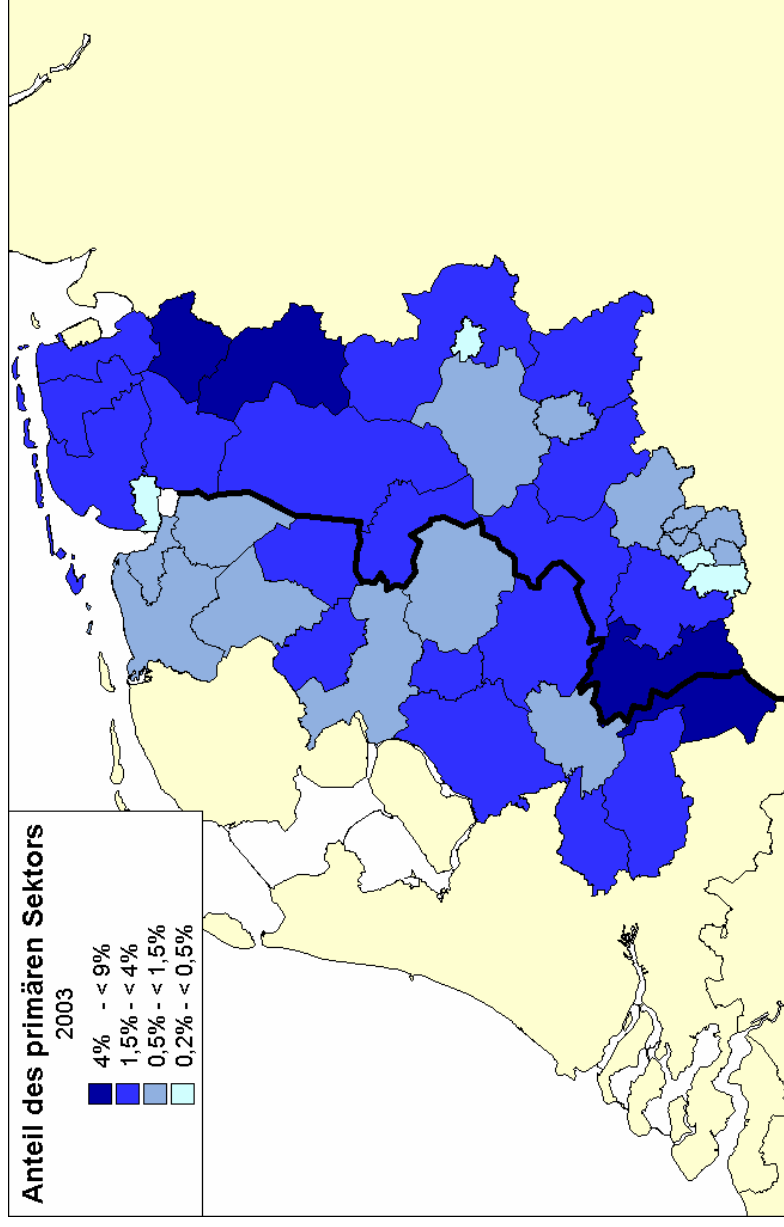 Anteil des primären Sektors
2003
4% - < 9%
1,5% - < 4%
0,5% - < 1,5%
0,2% - < 0,5%